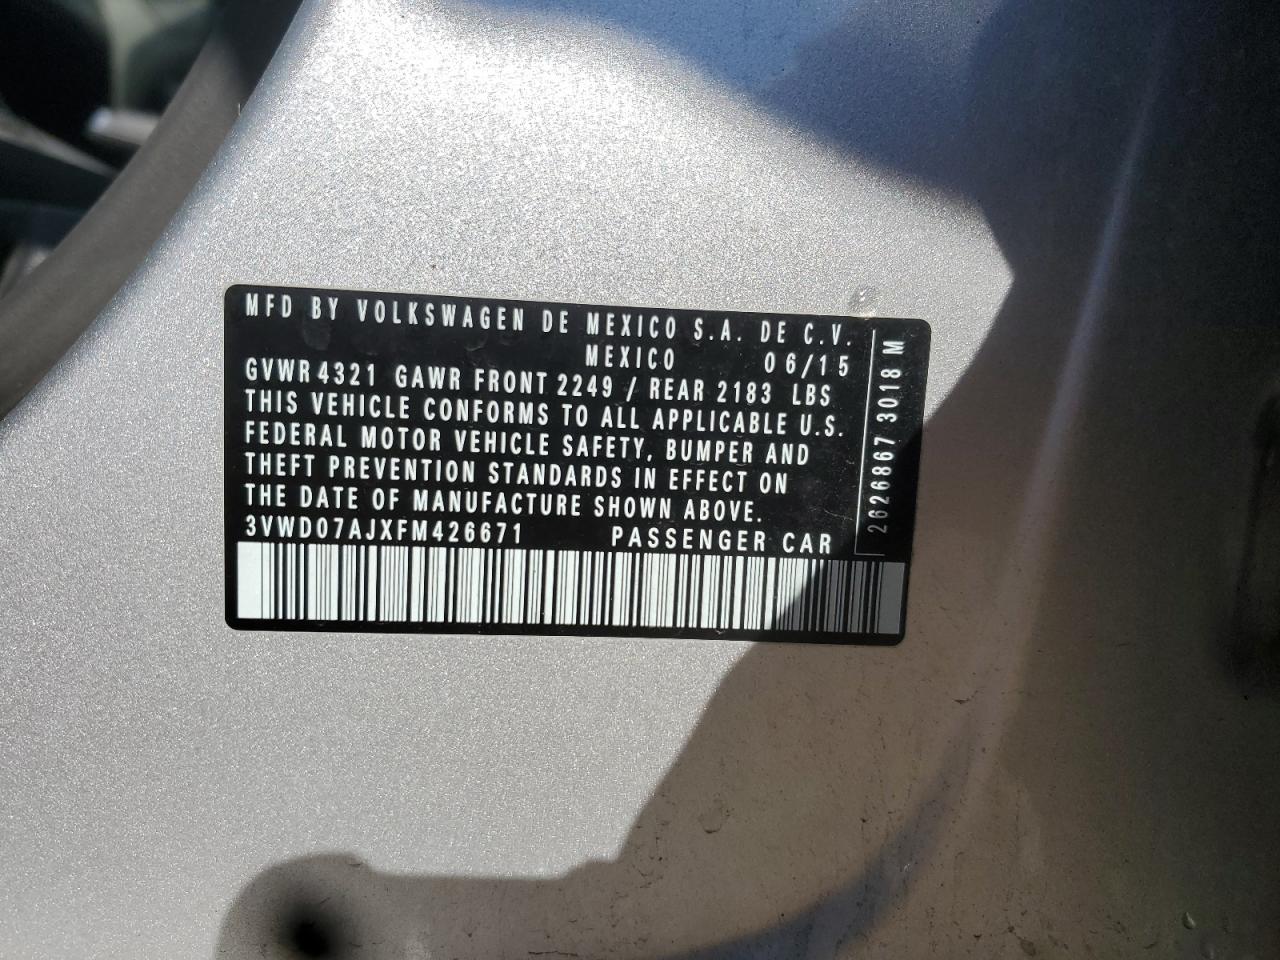 MFD BY VOLKSWAGEN DE MEXICO S.A. DE C.V.
MEXICO 06/15
GVWR 4321 GAWR FRONT 2249 / REAR 2183 LBS
THIS VEHICLE CONFORMS TO ALL APPLICABLE U.S.
FEDERAL MOTOR VEHICLE SAFETY, BUMPER AND
THEFT PREVENTION STANDARDS IN EFFECT ON
THE DATE OF MANUFACTURE SHOWN ABOVE.
3VWD07AJXFM426671 PASSENGER CAR
2626867 3018 M